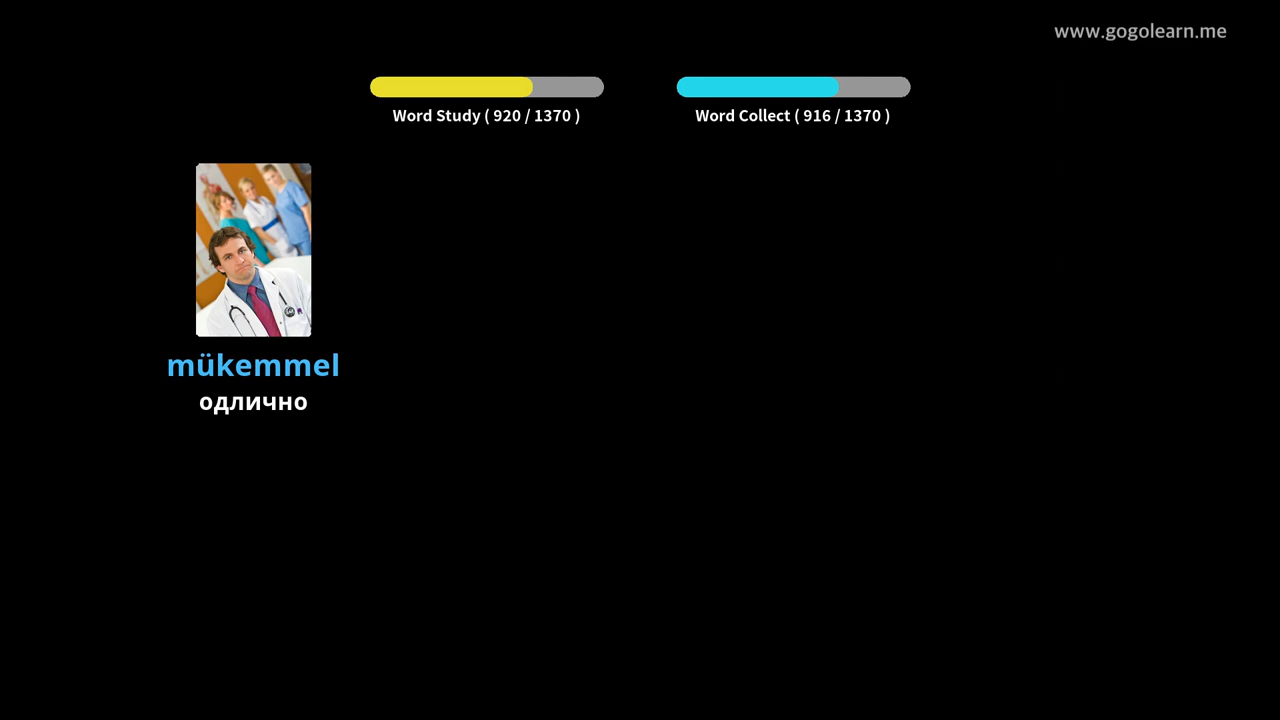 www.gogolearn.me
Word Study ( 920 / 1370 )
Word Collect ( 916 / 1370 )
mükemmel
одлично